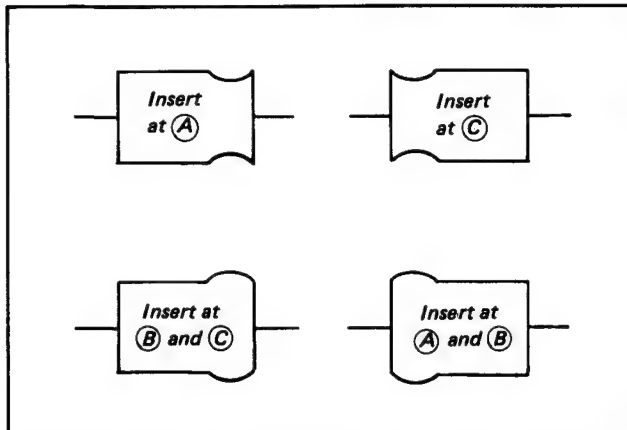 Insert
at Ⓐ
Insert
at Ⓒ
Insert at
Ⓑ and Ⓒ
Insert at
Ⓐ and Ⓑ